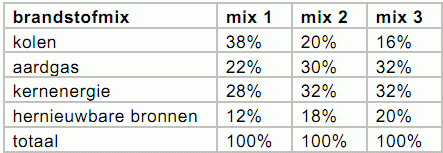 brandstofmix mix 1 mix 2 mix 3
kolen 38% 20% 16%
aardgas 22% 30% 32%
kernenergie 28% 32% 32%
hernieuwbare bronnen 12% 18% 20%
totaal 100% 100% 100%